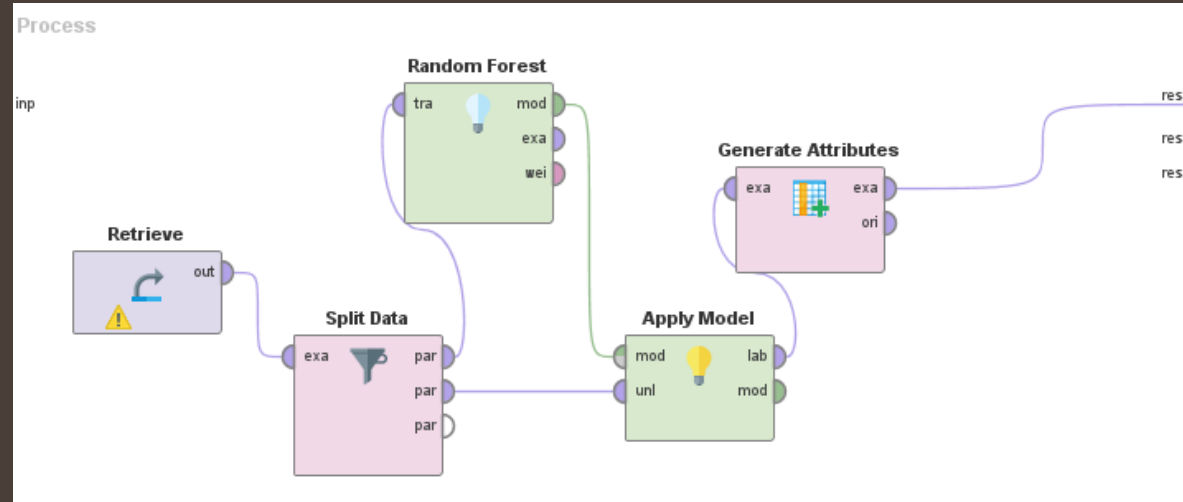 Process
inp
Random Forest
tra
mod
exa
wei
Retrieve
out
Split Data
exa
par
par
par
Apply Model
mod
lab
unl
mod
Generate Attributes
exa
exa
ori
res
res
res